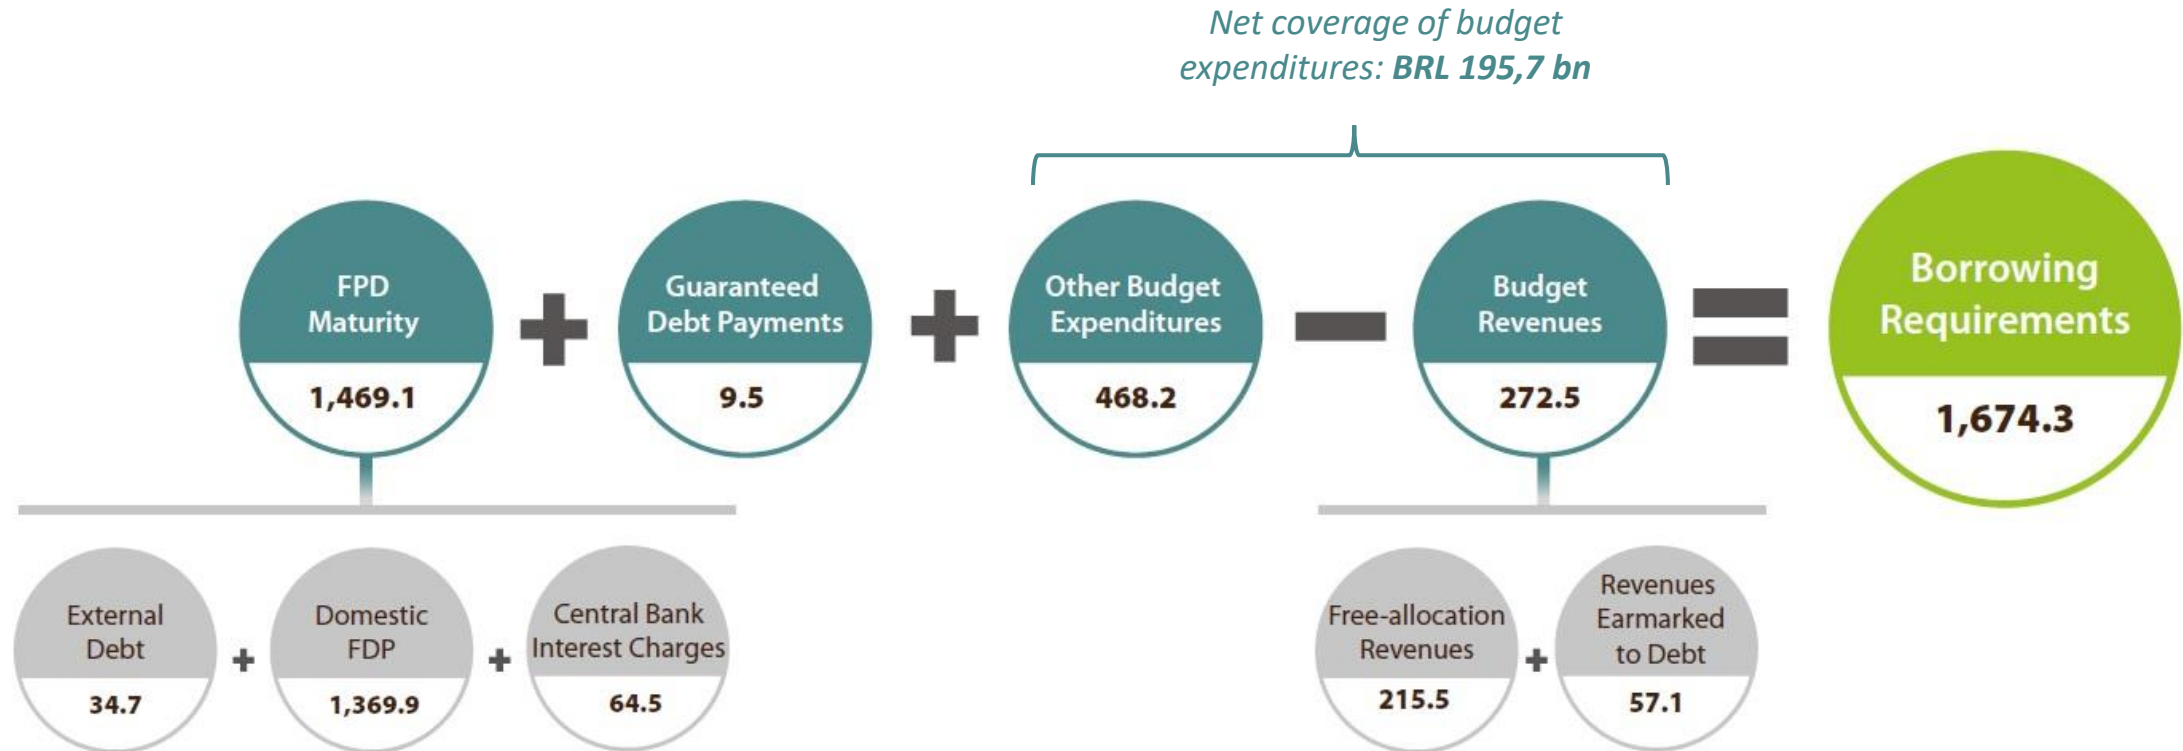 Net coverage of budget
expenditures: BRL 195,7 bn
FPD
Maturity
1,469.1
+
Guaranteed
Debt Payments
9.5
+
Other Budget
Expenditures
468.2
−
Budget
Revenues
272.5
=
Borrowing
Requirements
1,674.3
External
Debt
34.7
+
Domestic
FDP
1,369.9
+
Central Bank
Interest Charges
64.5
Free-allocation
Revenues
215.5
+
Revenues
Earmarked
to Debt
57.1